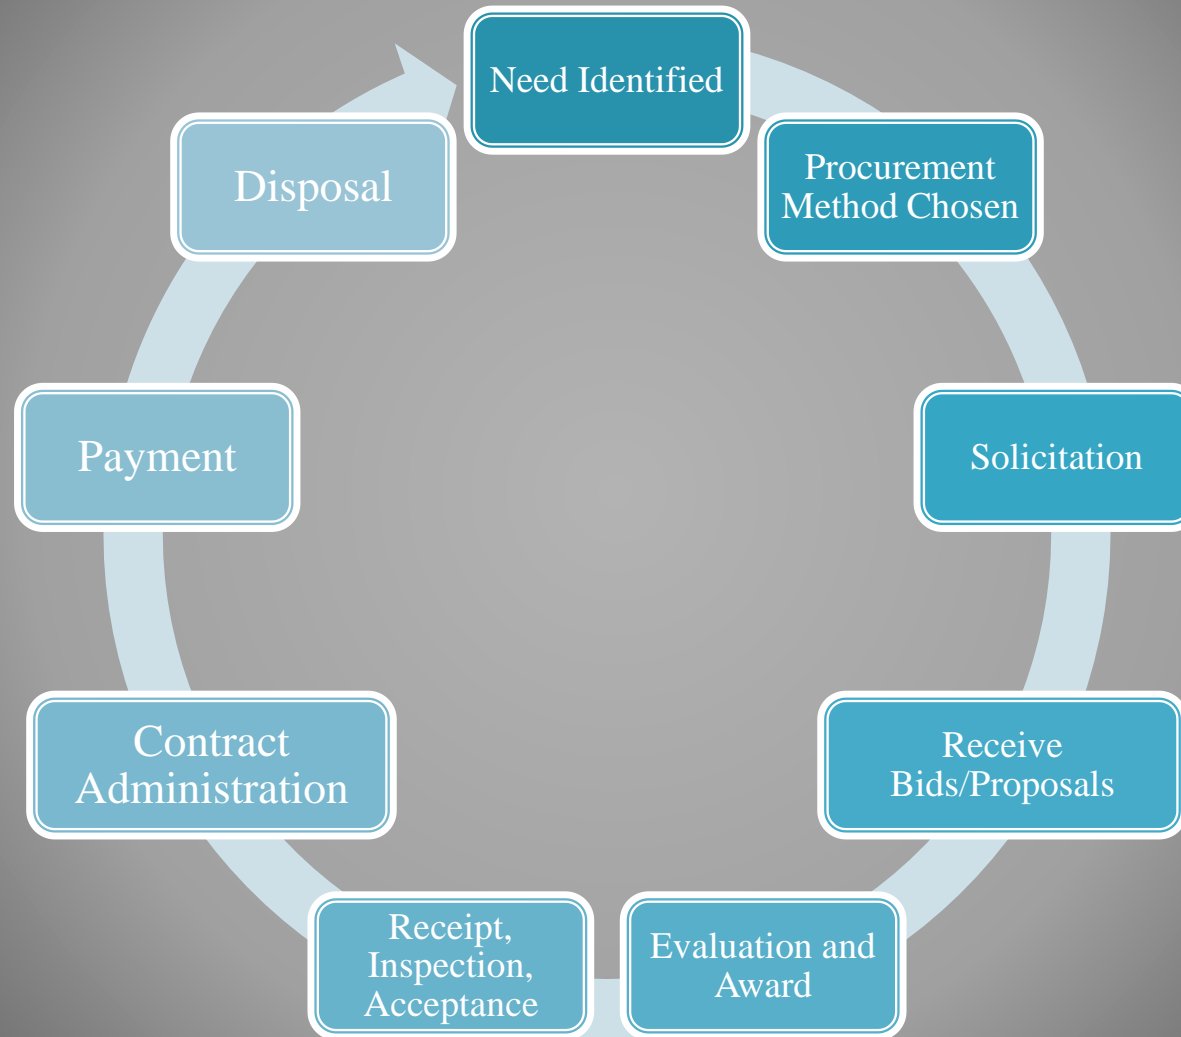 Need Identified
Procurement
Method Chosen
Solicitation
Receive
Bids/Proposals
Evaluation and
Award
Receipt,
Inspection,
Acceptance
Contract
Administration
Payment
Disposal